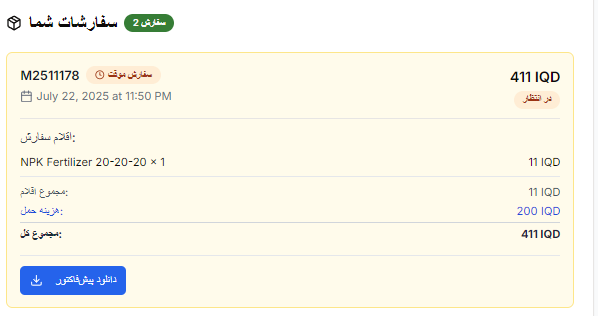 سفارشات شما 2 سفارش
M2511178 سفارش موقت 411 IQD
July 22, 2025 at 11:50 PM در انتظار
اقلام سفارش:
NPK Fertilizer 20-20-20 × 1 11 IQD
مجموع اقلام: 11 IQD
هزینه حمل: 200 IQD
مجموع کل: 411 IQD
دانلود پیش‌فاکتور